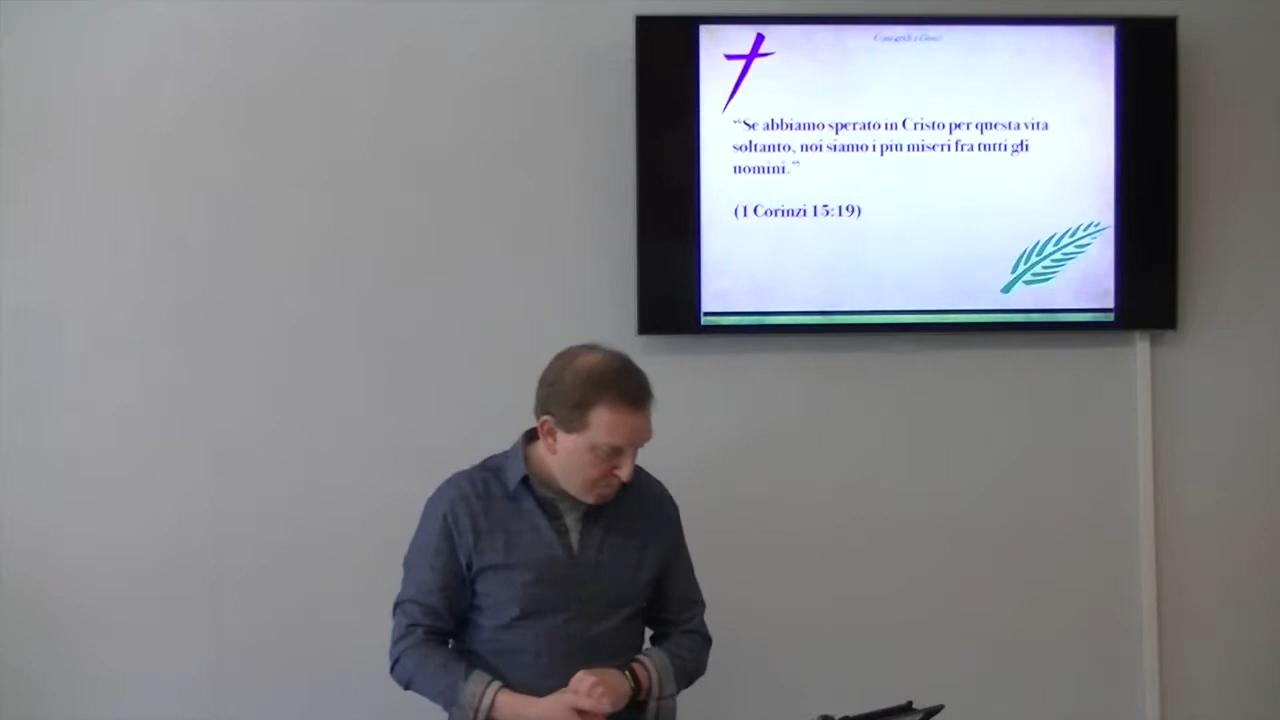 “Se abbiamo sperato in Cristo per questa vita
soltanto, noi siamo i più miseri fra tutti gli
uomini.”
(1 Corinzi 15:19)